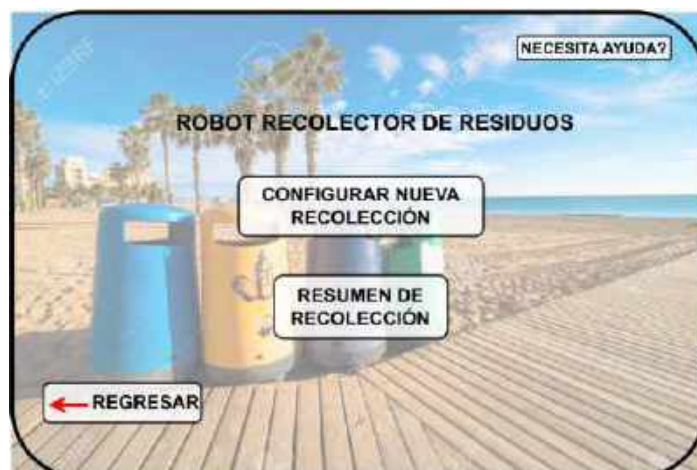 NECESITA AYUDA?
ROBOT RECOLECTOR DE RESIDUOS
CONFIGURAR NUEVA
RECOLECCIÓN
RESUMEN DE
RECOLECCIÓN
REGRESAR